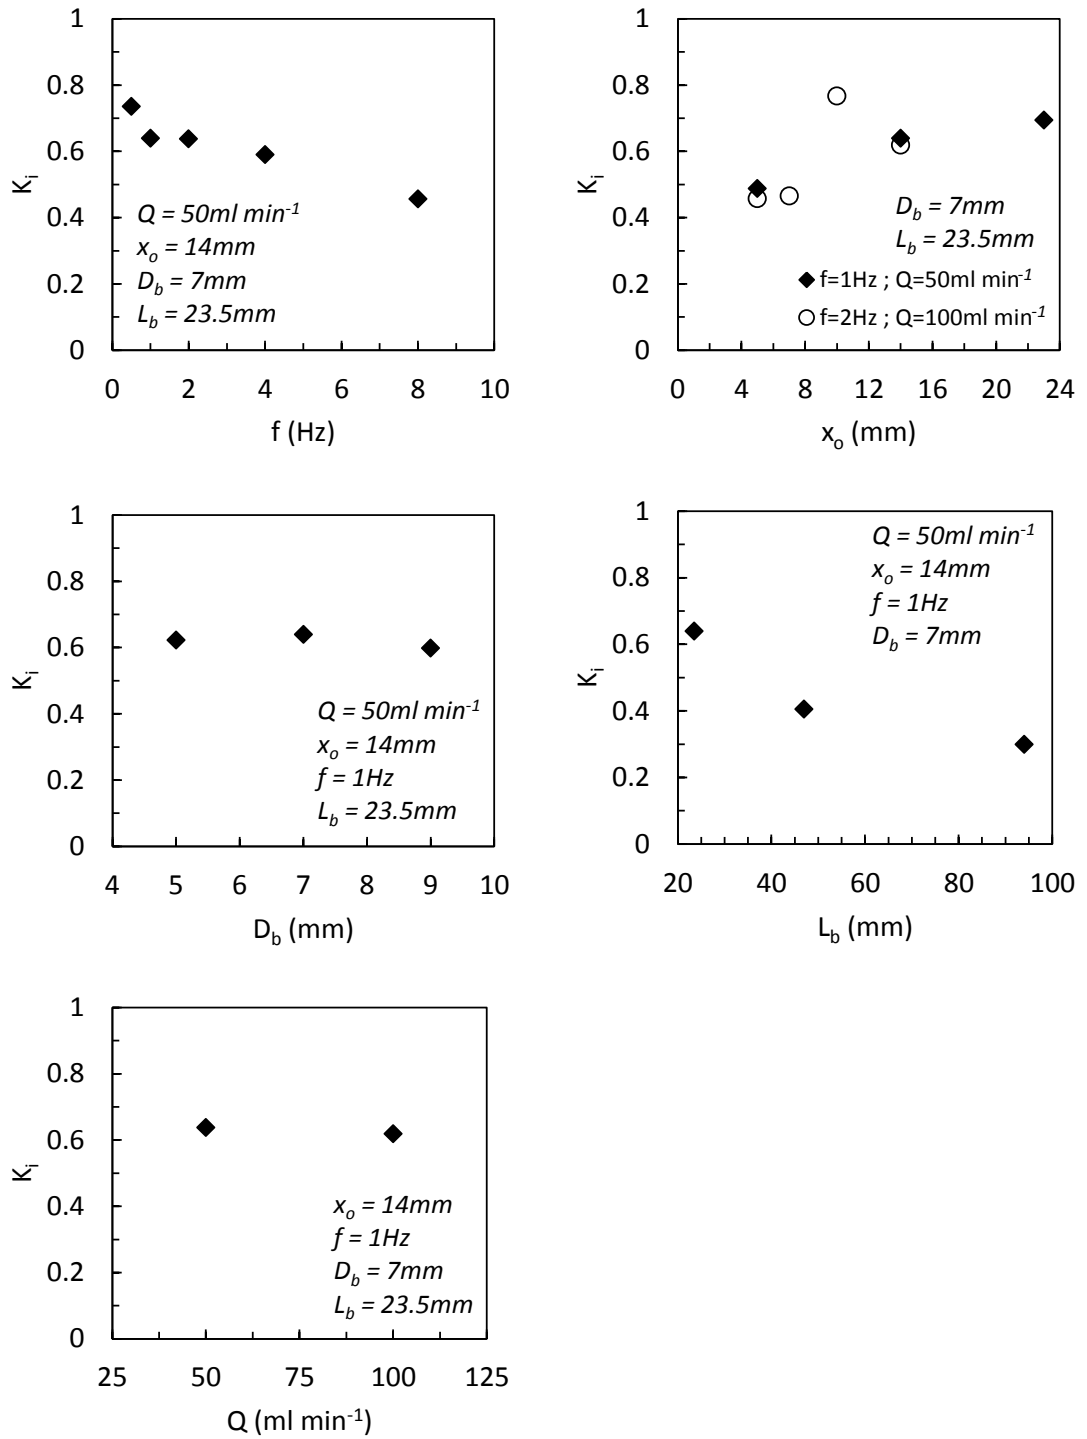 1
0.8
0.6
0.4
0.2
0
K_i
Q = 50ml min⁻¹
x_o = 14mm
D_b = 7mm
L_b = 23.5mm
0 2 4 6 8 10
f (Hz)
1
0.8
0.6
0.4
0.2
0
K_i
D_b = 7mm
L_b = 23.5mm
f=1Hz ; Q=50ml min⁻¹
f=2Hz ; Q=100ml min⁻¹
0 4 8 12 16 20 24
x_o (mm)
1
0.8
0.6
0.4
0.2
0
K_i
Q = 50ml min⁻¹
x_o = 14mm
f = 1Hz
L_b = 23.5mm
4 5 6 7 8 9 10
D_b (mm)
1
0.8
0.6
0.4
0.2
0
K_i
Q = 50ml min⁻¹
x_o = 14mm
f = 1Hz
D_b = 7mm
20 40 60 80 100
L_b (mm)
1
0.8
0.6
0.4
0.2
0
K_i
x_o = 14mm
f = 1Hz
D_b = 7mm
L_b = 23.5mm
25 50 75 100 125
Q (ml min⁻¹)